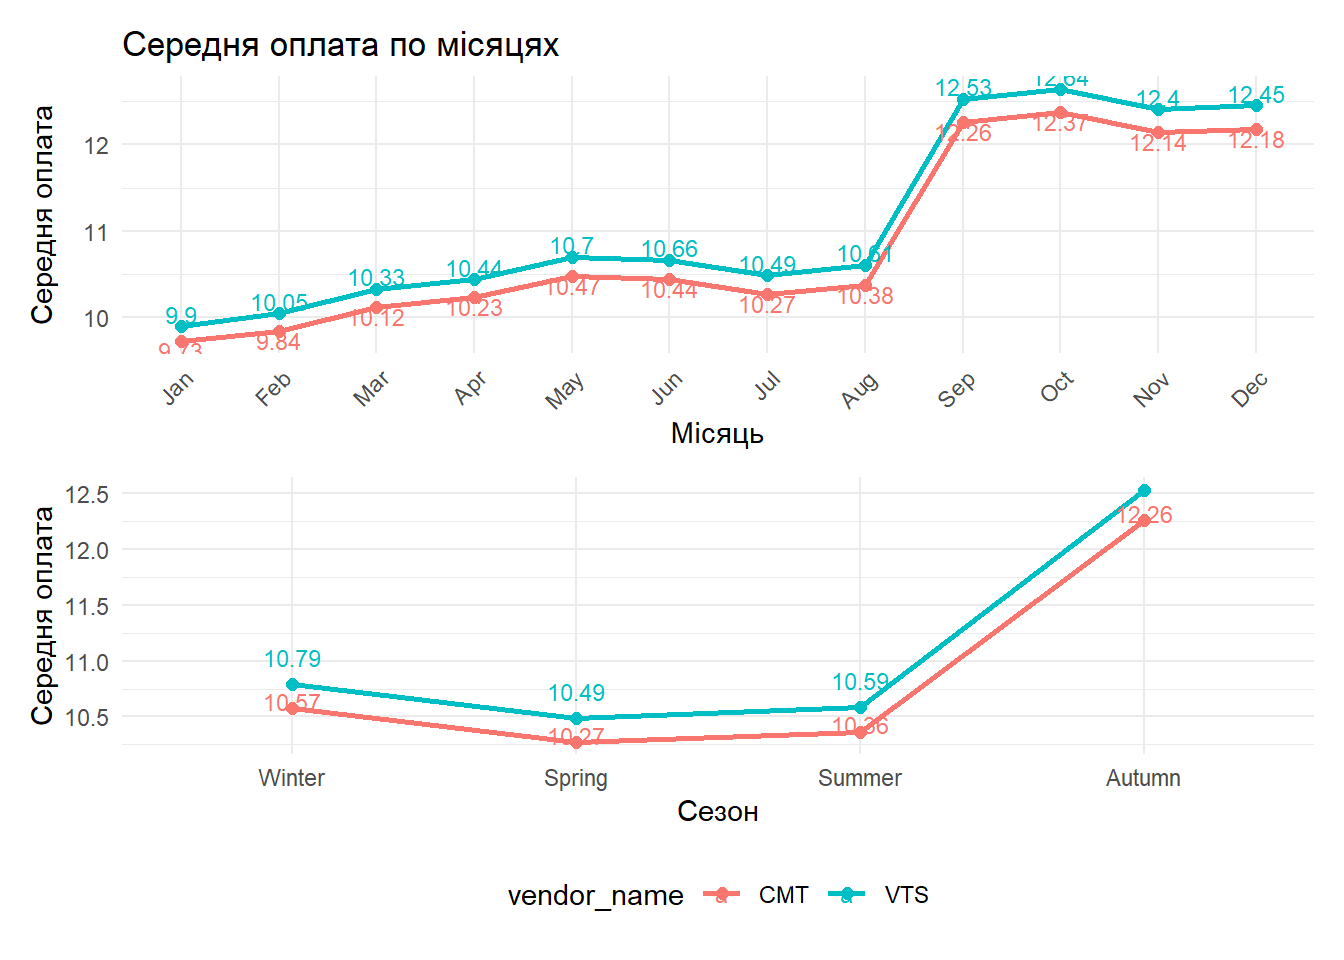 Середня оплата по місяцях
Середня оплата
12
11
10
9.9 10.05 10.33 10.44 10.7 10.66 10.49 10.61 12.53 12.64 12.4 12.45
9.73 9.84 10.12 10.23 10.47 10.44 10.27 10.38 12.26 12.37 12.14 12.18
Jan Feb Mar Apr May Jun Jul Aug Sep Oct Nov Dec
Місяць
Середня оплата
12.5
12.0
11.5
11.0
10.5
10.79 10.49 10.59
10.57 10.27 10.36 12.26
Winter Spring Summer Autumn
Сезон
vendor_name a CMT a VTS